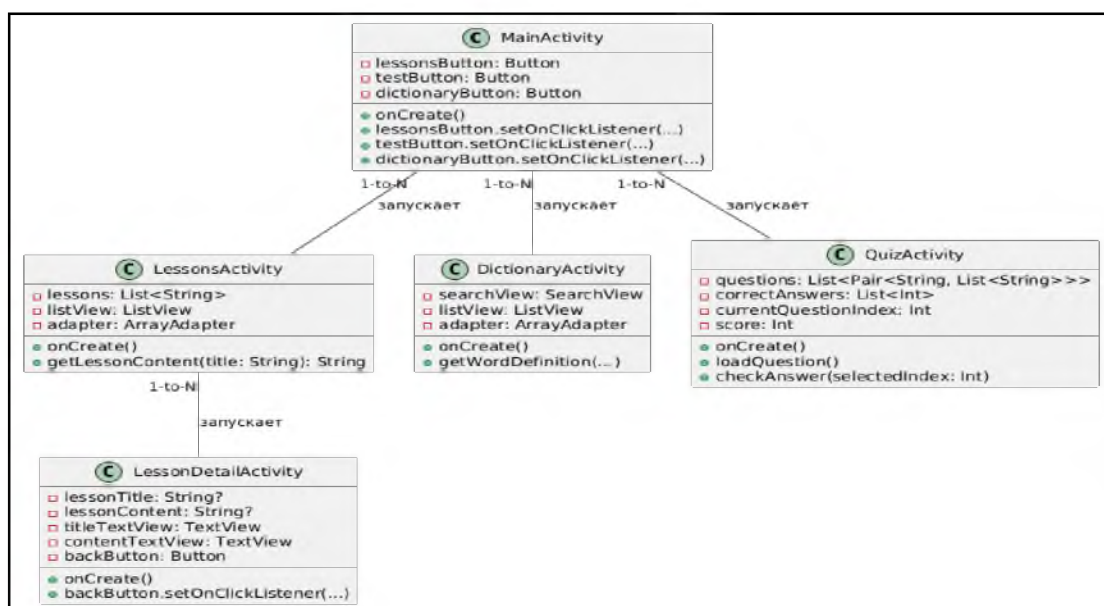 C MainActivity
lessonsButton: Button
testButton: Button
dictionaryButton: Button
onCreate()
lessonsButton.setOnClickListener(...)
testButton.setOnClickListener(...)
dictionaryButton.setOnClickListener(...)
1-to-N 1-to-N 1-to-N
запускает запускает запускает
C LessonsActivity
lessons: List<String>
listView: ListView
adapter: ArrayAdapter
onCreate()
getLessonContent(title: String): String
C DictionaryActivity
searchView: SearchView
listView: ListView
adapter: ArrayAdapter
onCreate()
getWordDefinition(...)
C QuizActivity
questions: List<Pair<String, List<String>>>
correctAnswers: List<Int>
currentQuestionIndex: Int
score: Int
onCreate()
loadQuestion()
checkAnswer(selectedIndex: Int)
1-to-N
запускает
C LessonDetailActivity
lessonTitle: String?
lessonContent: String?
titleTextView: TextView
contentTextView: TextView
backButton: Button
onCreate()
backButton.setOnClickListener(...)